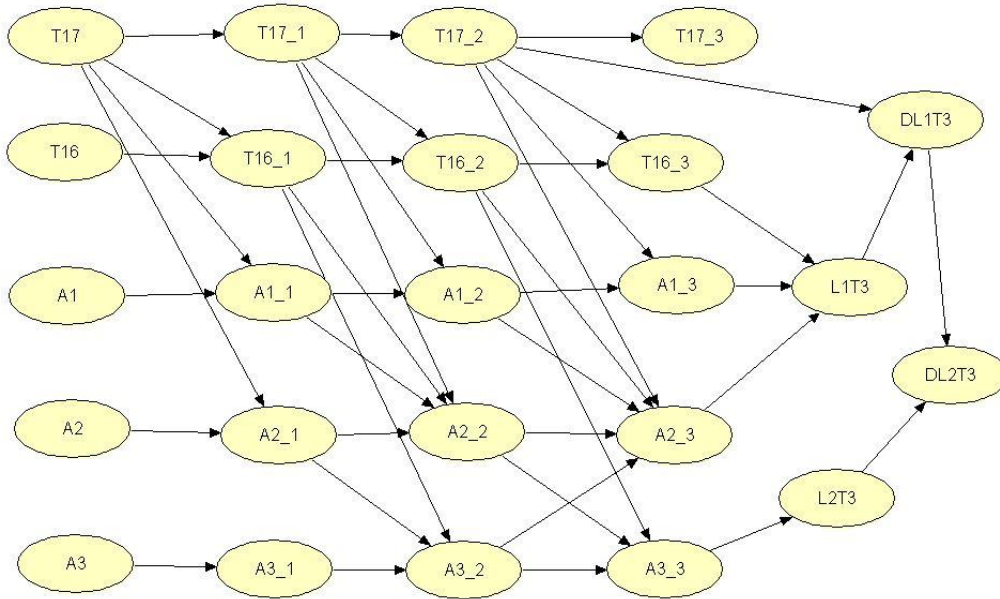 T17
T17_1
T17_2
T17_3
DL1T3
T16
T16_1
T16_2
T16_3
A1
A1_1
A1_2
A1_3
L1T3
DL2T3
A2
A2_1
A2_2
A2_3
L2T3
A3
A3_1
A3_2
A3_3